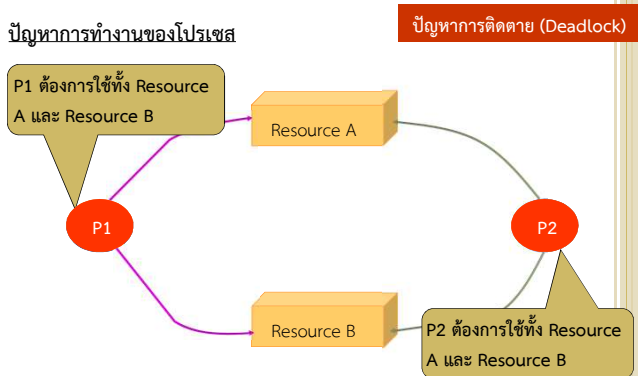 ปัญหาการติดตาย (Deadlock)
ปัญหาการทำงานของโปรเซส
P1 ต้องการใช้ทั้ง Resource
A และ Resource B
Resource A
P1
P2
Resource B
P2 ต้องการใช้ทั้ง Resource
A และ Resource B